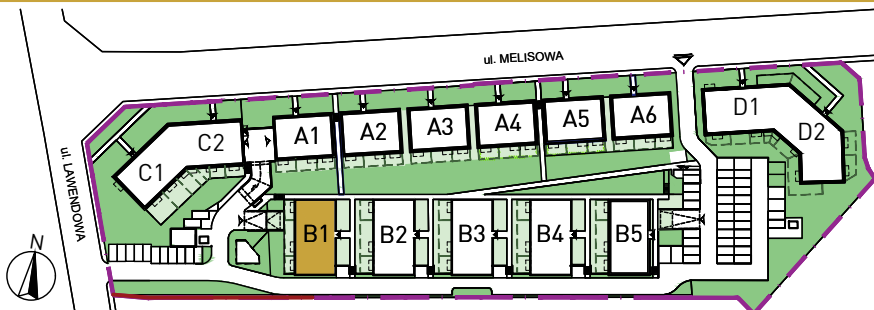 ul. MELISOWA
A1
A2
A3
A4
A5
A6
D1
D2
C2
C1
ul. LAWENDOWA
B1
B2
B3
B4
B5
N